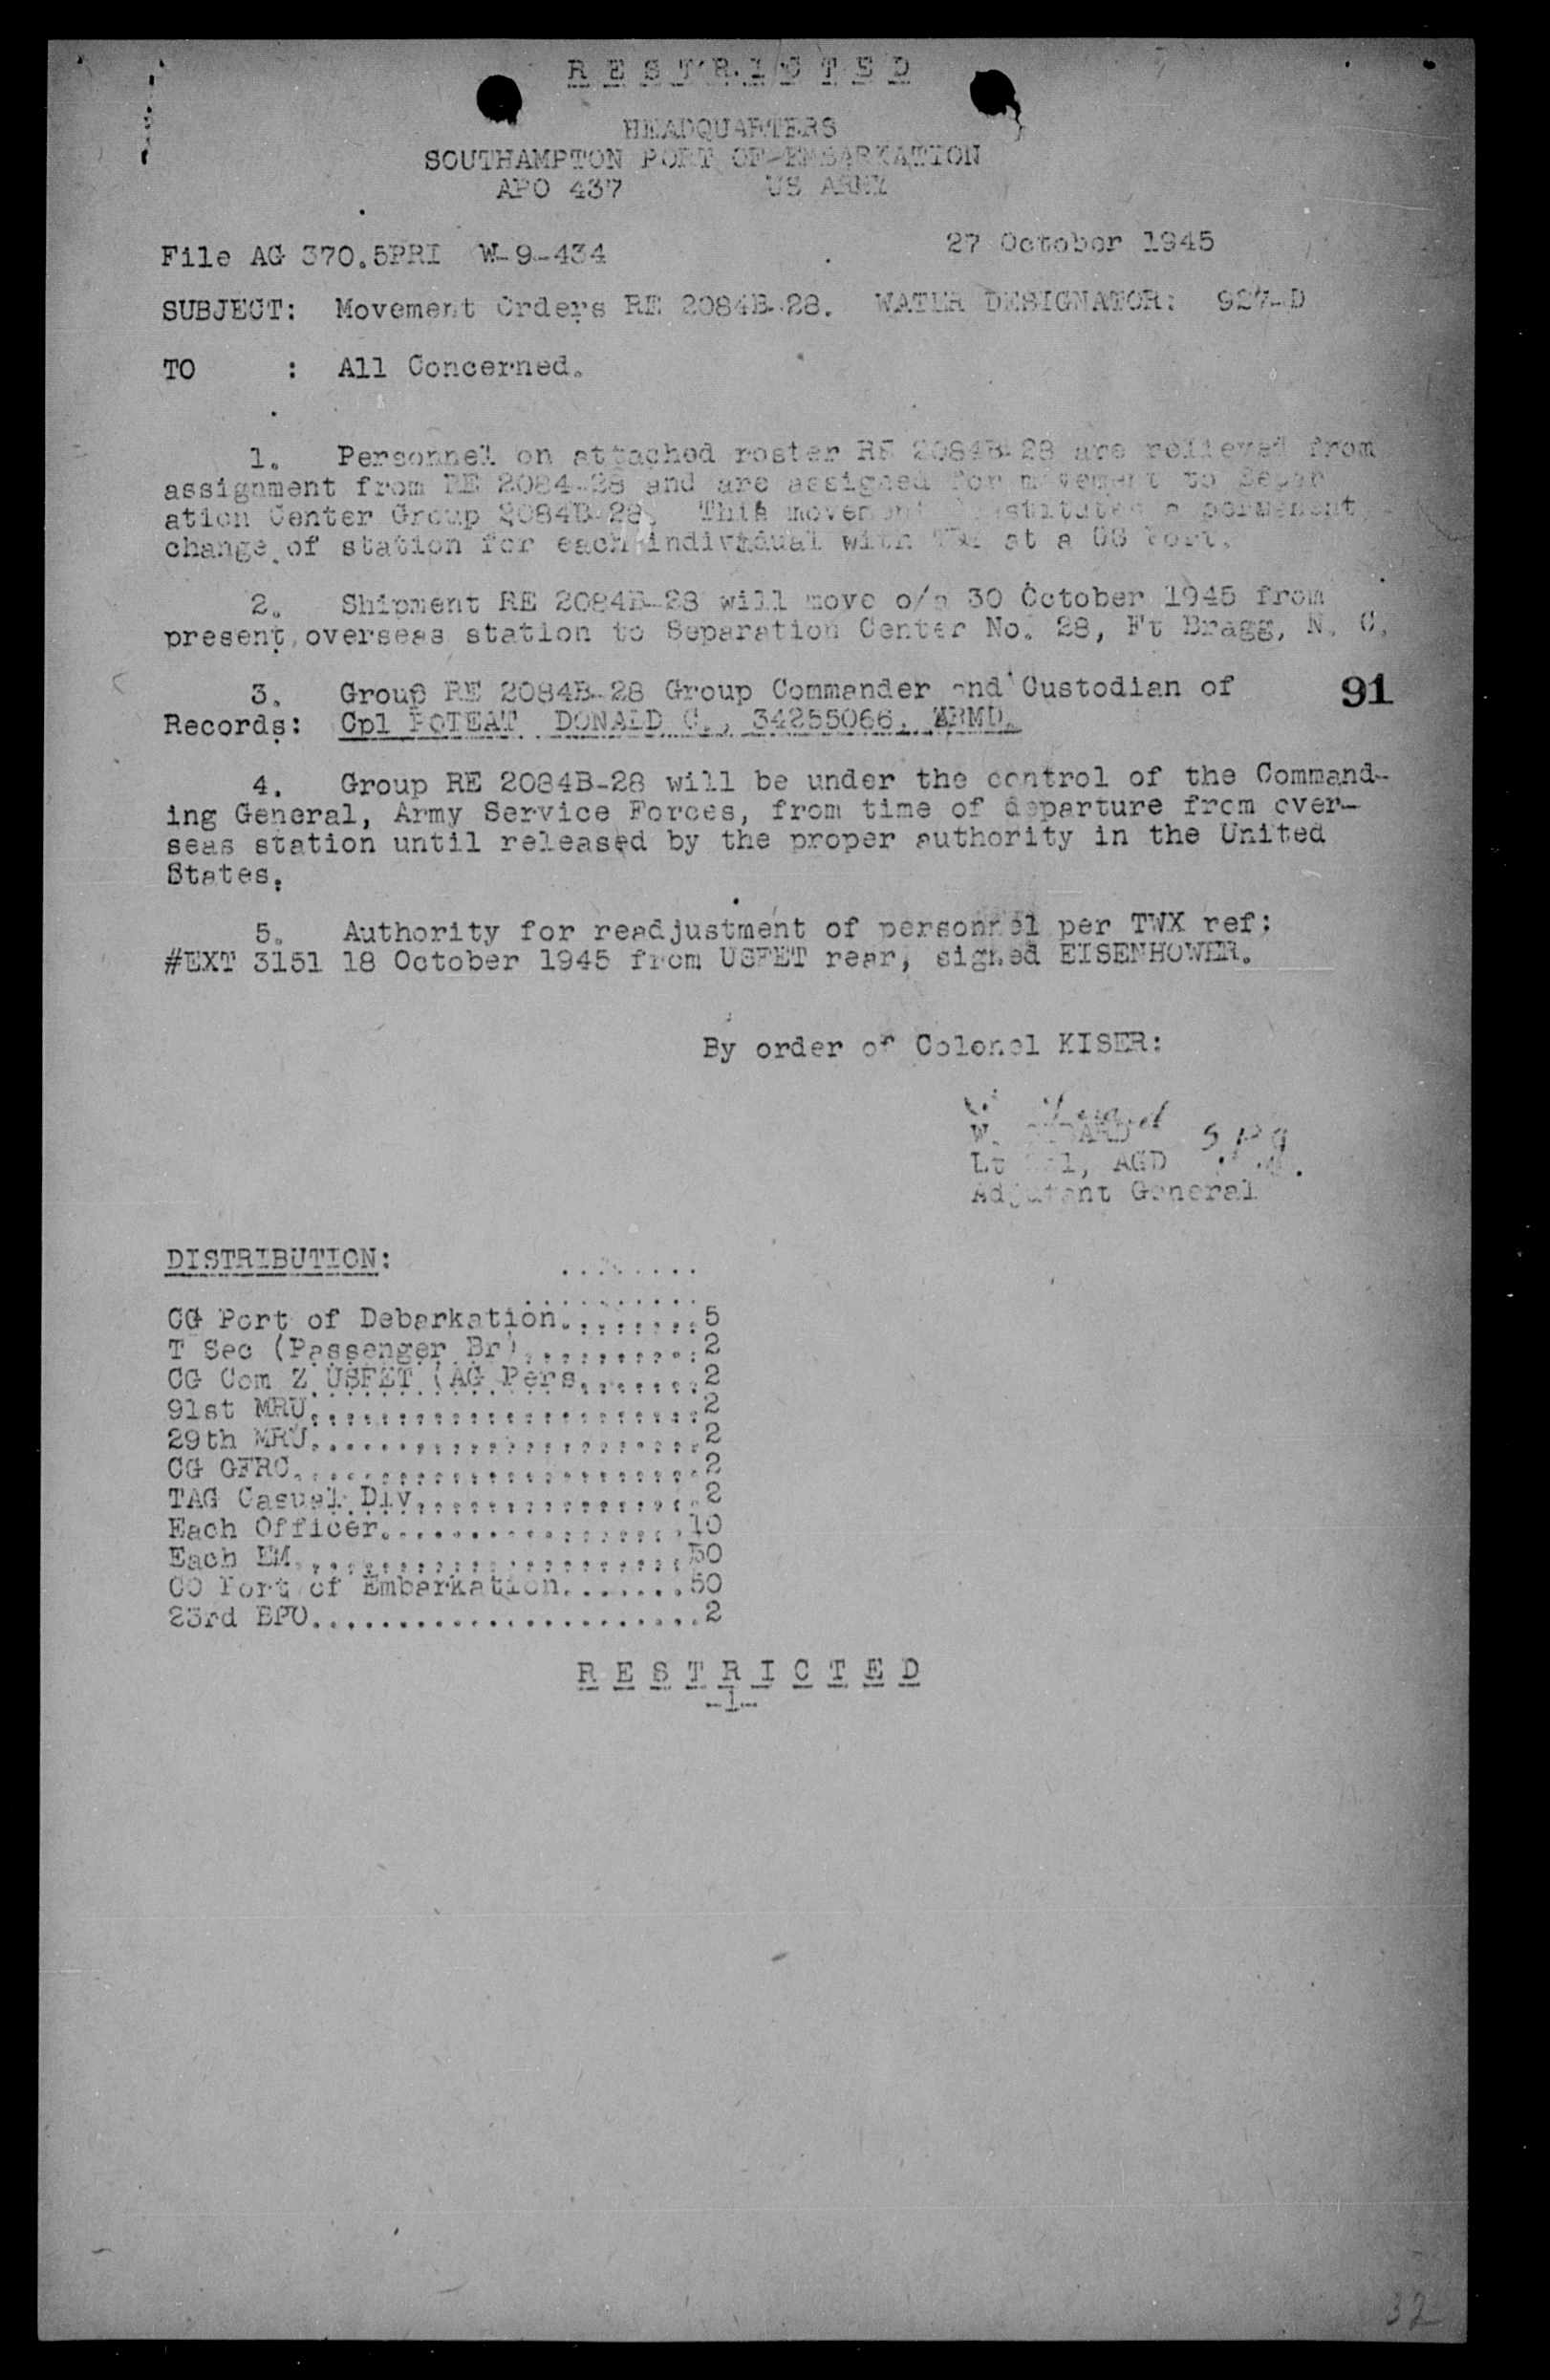 R E S T R I C T E D
HEADQUARTERS
SOUTHAMPTON PORT OF EMBARKATION
APO 437 US ARMY
27 October 1945
File AG 370.5PRI W-9-434
SUBJECT: Movement Orders RE 2084B-28. WATER DESIGNATOR: 927-D
TO : All Concerned.
1. Personnel on attached roster RE 2084B-28 are relieved from
assignment from RE 2084-28 and are assigned for movement to Separ
ation Center Group 2084B-28. This movement constitutes a permenent
change of station for each individual with at a US Port.
2. Shipment RE 2084B-28 will move o/a 30 October 1945 from
present overseas station to Separation Center No. 28, Ft Bragg, N. C.
3. Group RE 2084B-28 Group Commander and Custodian of
91
Records: Cpl POTEAT DONALD C., 34255066, ARMD.
4. Group RE 2084B-28 will be under the control of the Command-
ing General, Army Service Forces, from time of departure from over-
seas station until released by the proper authority in the United
States.
5. Authority for readjustment of personnel per TWX ref:
#EXT 3151 18 October 1945 from USFET rear, signed EISENHOWER.
By order of Colonel KISER:
W.
Lt Col, AGD
Adjutant General
DISTRIBUTION:
CG Port of Debarkation........5
T Sec (Passenger Br)..........2
CG Com Z USFET (AG Pers.......2
91st MRU......................2
29th MRU......................2
CG GFRC.......................2
TAG Casual Div................2
Each Officer.................10
Each EM......................50
CO Port of Embarkation.......50
23rd BPO......................2
R E S T R I C T E D
-1-
32